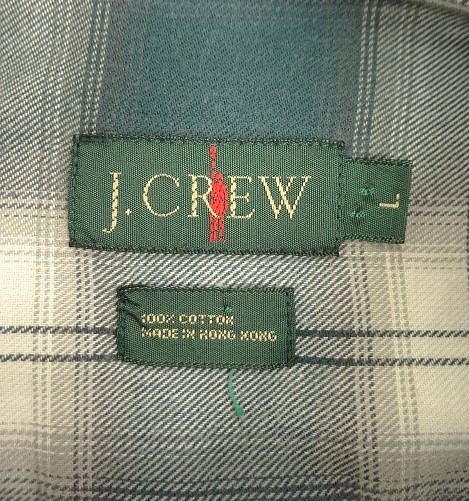 J. CREW
L
100% COTTON
MADE IN HONG KONG